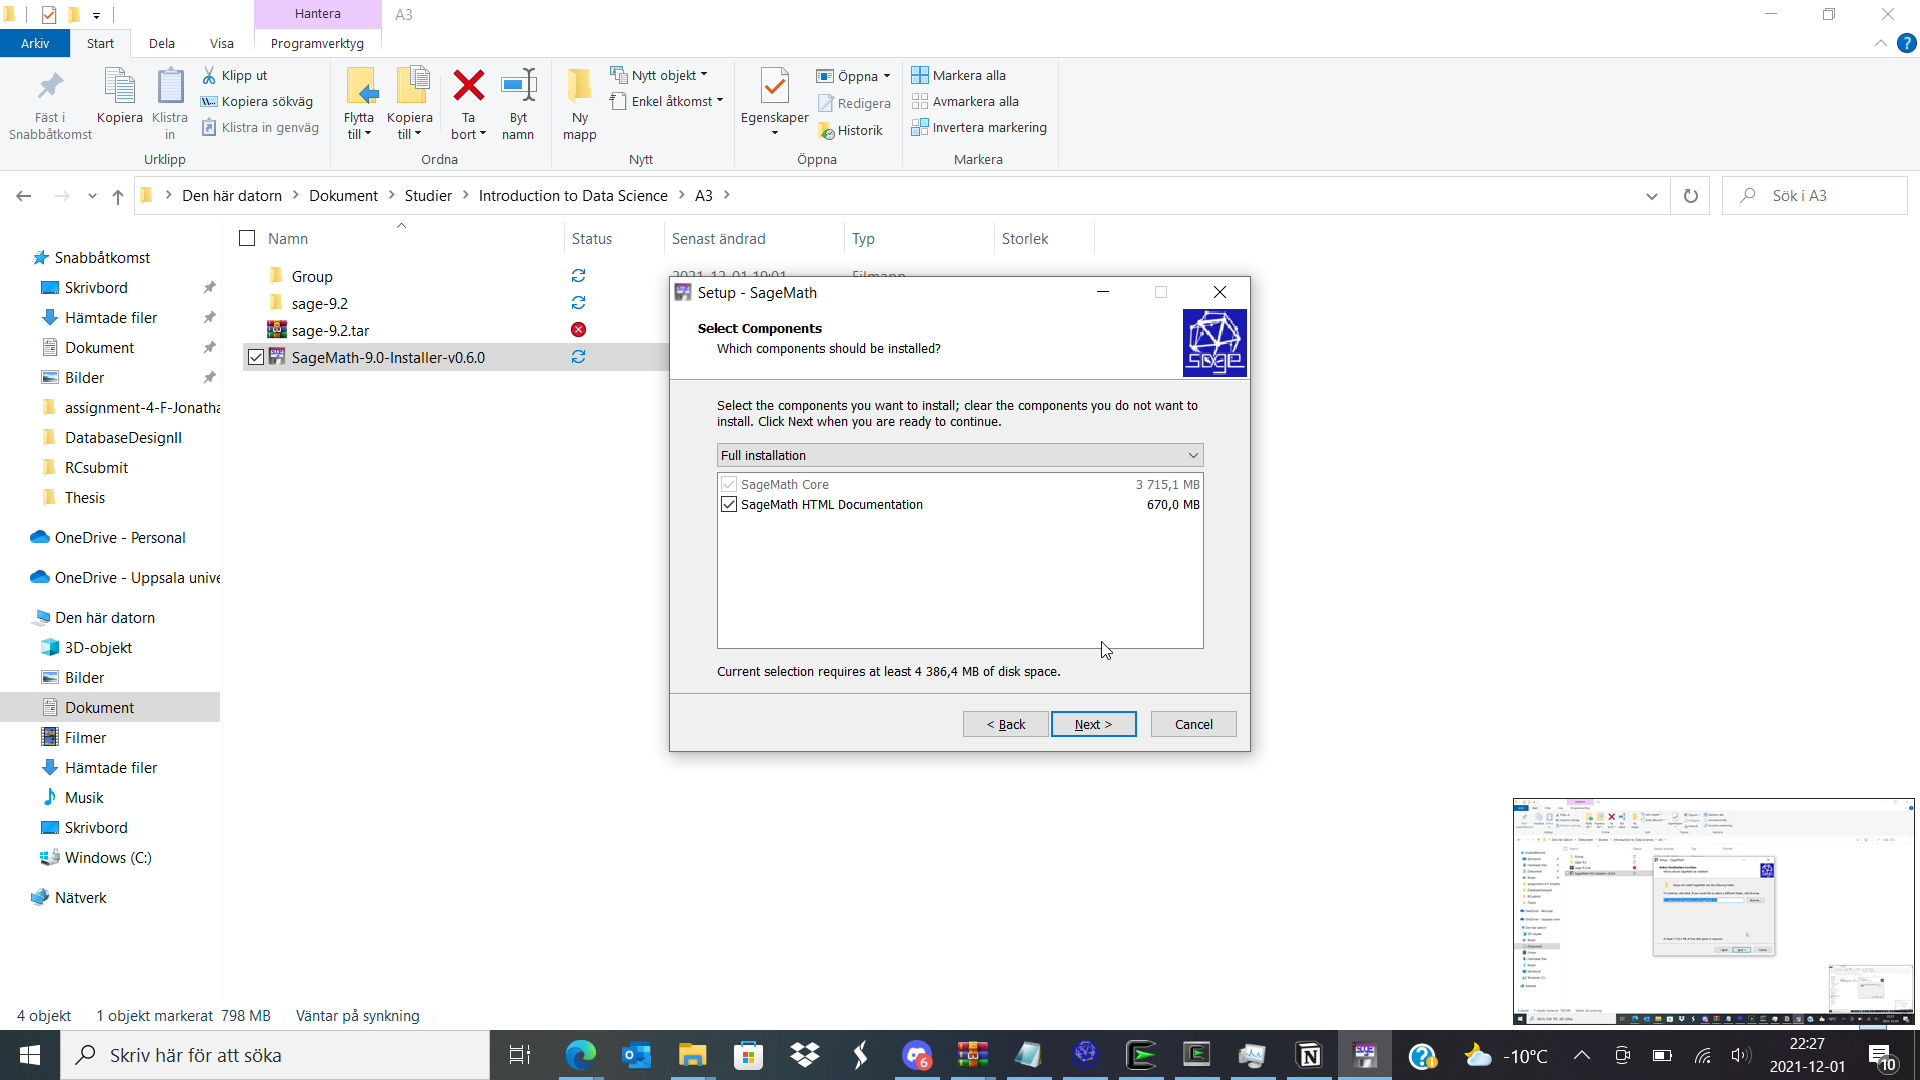 Hantera
A3
Arkiv
Start
Dela
Visa
Programverktyg
Fäst i
Snabbåtkomst
Kopiera
Klistra
in
Klipp ut
Kopiera sökväg
Klistra in genväg
Urklipp
Flytta
till
Kopiera
till
Ta
bort
Byt
namn
Ordna
Ny
mapp
Nytt objekt
Enkel åtkomst
Nytt
Egenskaper
Öppna
Redigera
Historik
Öppna
Markera alla
Avmarkera alla
Invertera markering
Markera
Den här datorn
Dokument
Studier
Introduction to Data Science
A3
Sök i A3
Namn
Status
Senast ändrad
Typ
Storlek
Group
2021-12-01 19:01
Filmapp
sage-9.2
sage-9.2.tar
SageMath-9.0-Installer-v0.6.0
Snabbåtkomst
Skrivbord
Hämtade filer
Dokument
Bilder
assignment-4-F-Jonatha
DatabaseDesignII
RCsubmit
Thesis
OneDrive - Personal
OneDrive - Uppsala unive
Den här datorn
3D-objekt
Bilder
Dokument
Filmer
Hämtade filer
Musik
Skrivbord
Windows (C:)
Nätverk
Setup - SageMath
Select Components
Which components should be installed?
sage
Select the components you want to install; clear the components you do not want to
install. Click Next when you are ready to continue.
Full installation
SageMath Core 3 715,1 MB
SageMath HTML Documentation 670,0 MB
Current selection requires at least 4 386,4 MB of disk space.
< Back
Next >
Cancel
4 objekt
1 objekt markerat 798 MB
Väntar på synkning
Skriv här för att söka
6
-10°C
22:27
2021-12-01
10